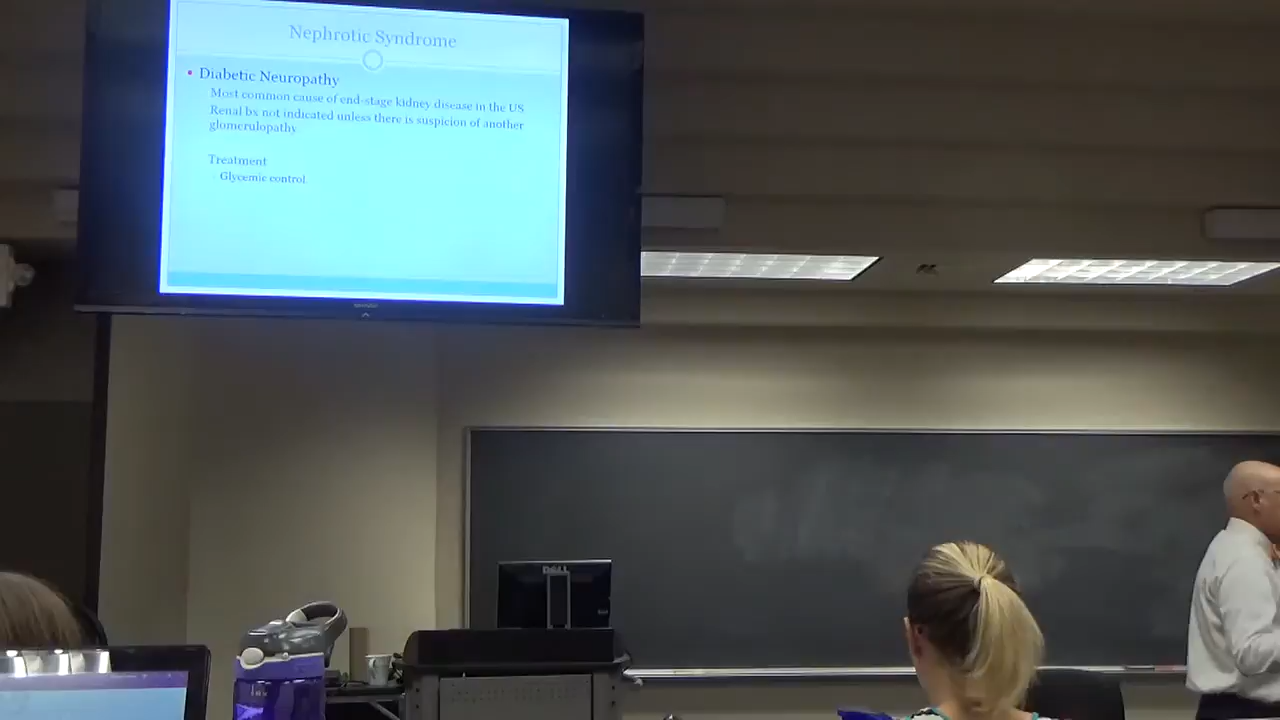 Nephrotic Syndrome
• Diabetic Neuropathy
Most common cause of end-stage kidney disease in the US
Renal bx not indicated unless there is suspicion of another
glomerulopathy
Treatment
Glycemic control
DELL